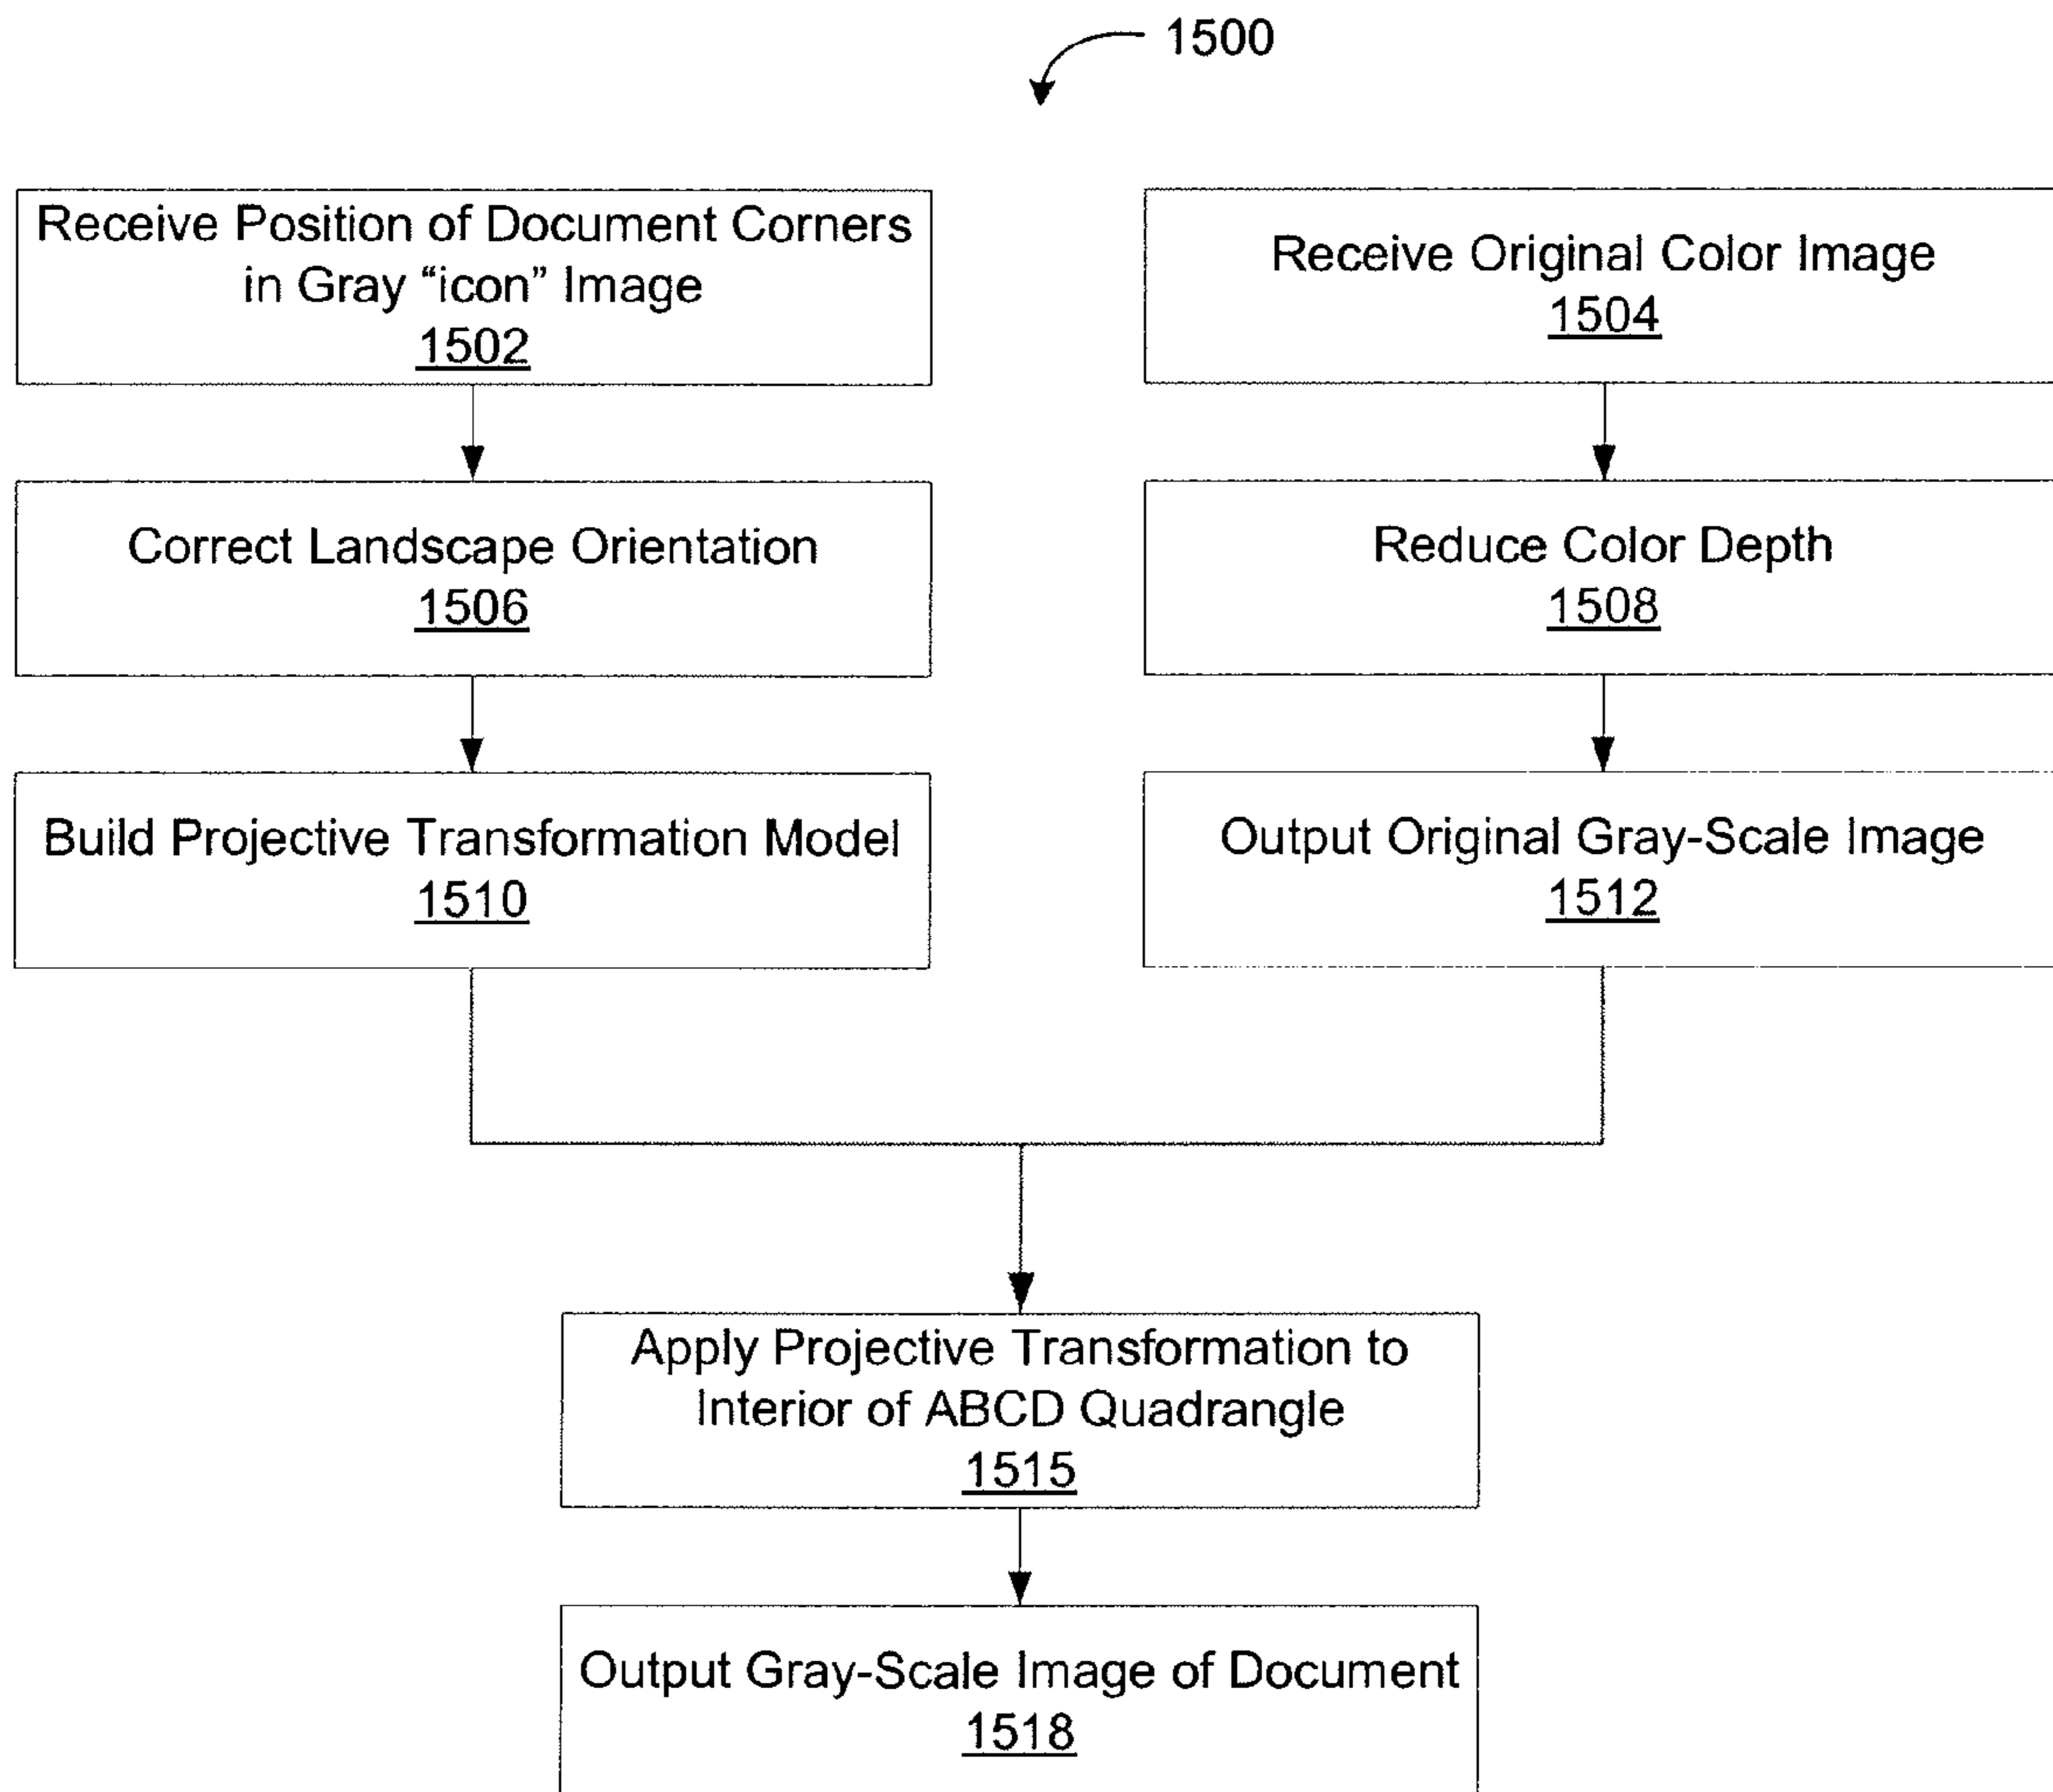 1500
Receive Position of Document Corners
in Gray “icon” Image
1502
Receive Original Color Image
1504
Correct Landscape Orientation
1506
Reduce Color Depth
1508
Build Projective Transformation Model
1510
Output Original Gray-Scale Image
1512
Apply Projective Transformation to
Interior of ABCD Quadrangle
1515
Output Gray-Scale Image of Document
1518